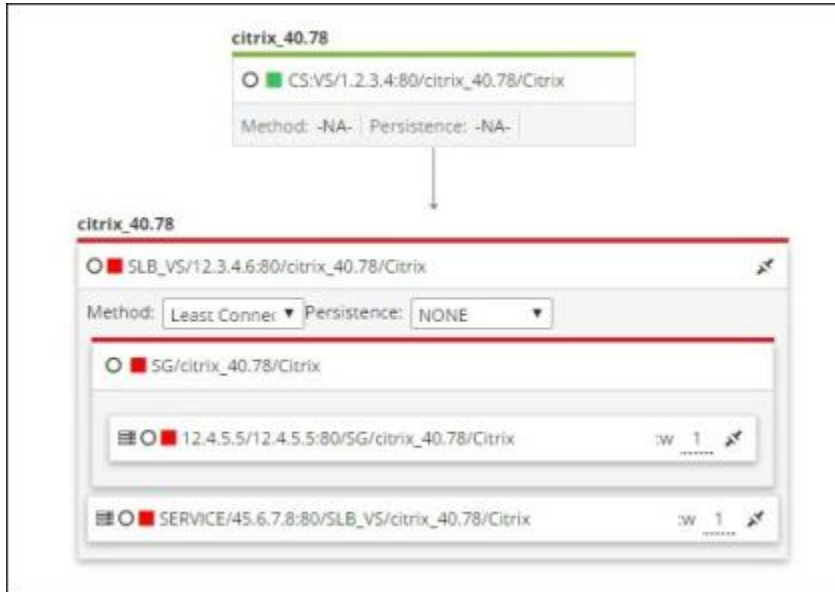 citrix_40.78
CS:VS/1.2.3.4:80/citrix_40.78/Citrix
Method: -NA- Persistence: -NA-
citrix_40.78
SLB_VS/12.3.4.6:80/citrix_40.78/Citrix
Method: Least Connec Persistence: NONE
SG/citrix_40.78/Citrix
12.4.5.5/12.4.5.5:80/SG/citrix_40.78/Citrix :w 1
SERVICE/45.6.7.8:80/SLB_VS/citrix_40.78/Citrix :w 1